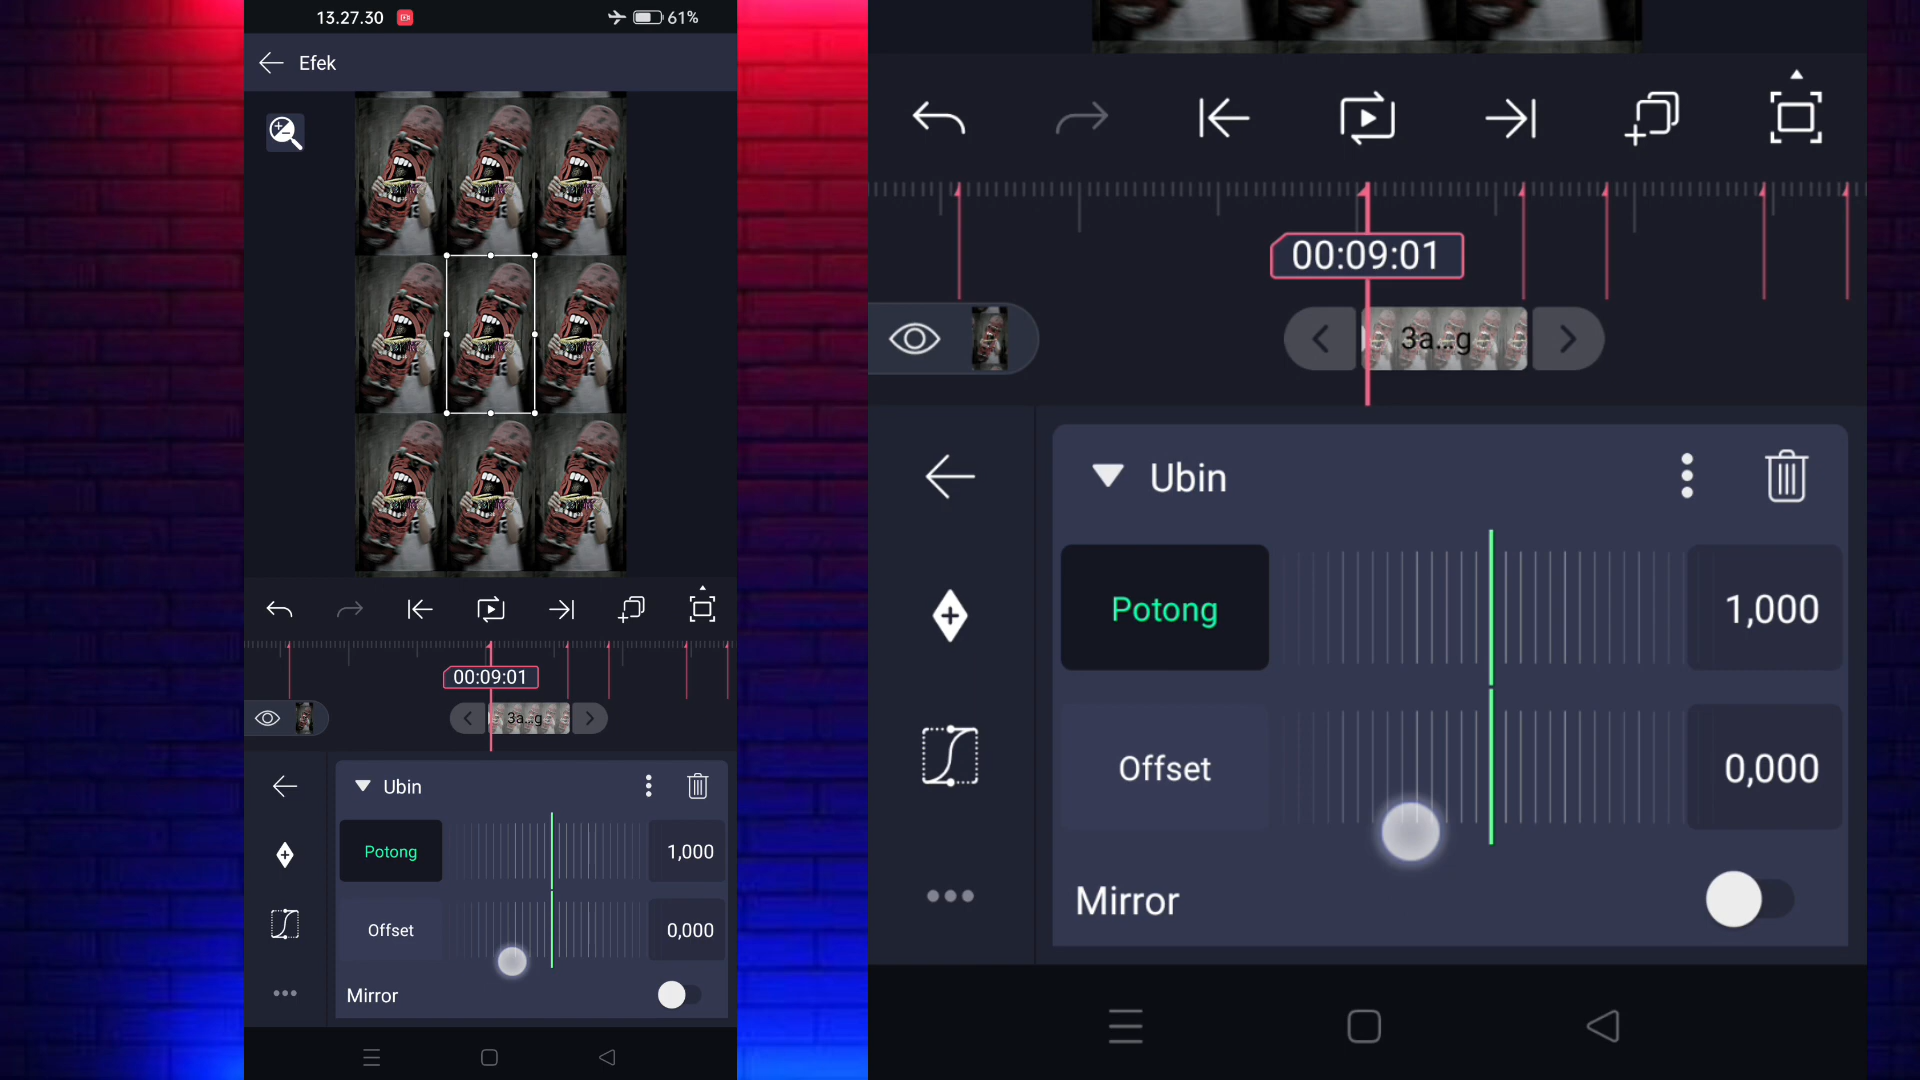 13.27.30
61%
Efek
00:09:01
3a...g
Ubin
Potong
1,000
Offset
0,000
Mirror
00:09:01
3a...g
Ubin
Potong
1,000
Offset
0,000
Mirror